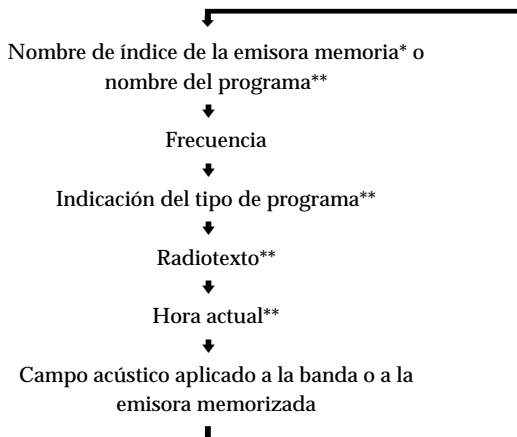 Nombre de índice de la emisora memoria* o
nombre del programa**
Frecuencia
Indicación del tipo de programa**
Radiotexto**
Hora actual**
Campo acústico aplicado a la banda o a la
emisora memorizada